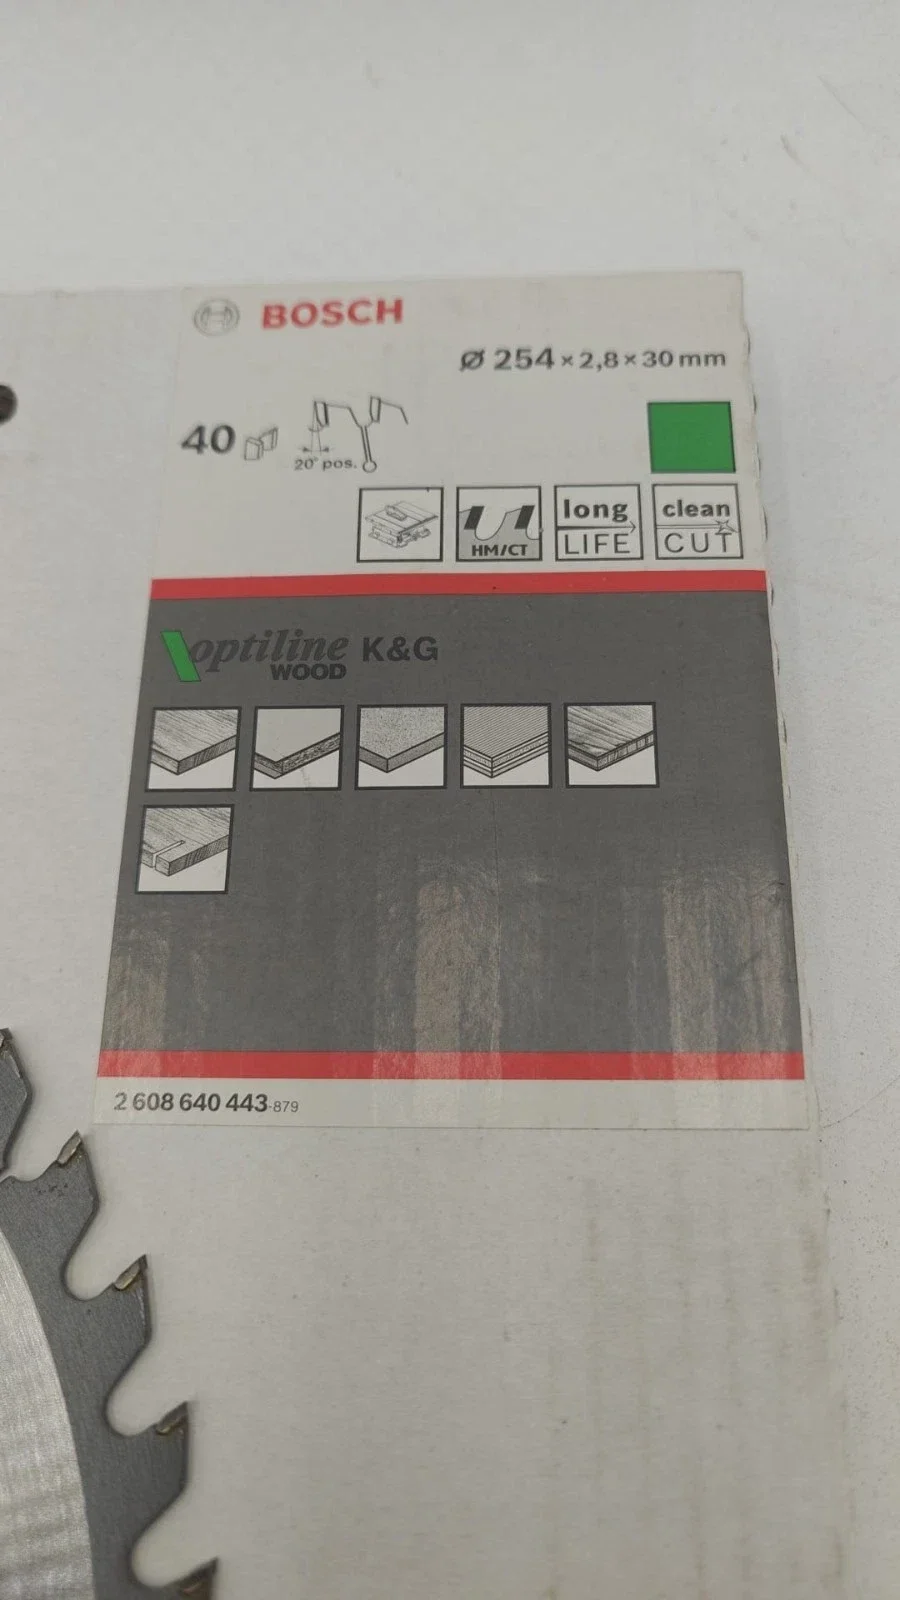 BOSCH
Ø 254 × 2,8 × 30 mm
40
20° pos.
HM/CT
long
LIFE
clean
CUT
optiline K&G
WOOD
2 608 640 443-879